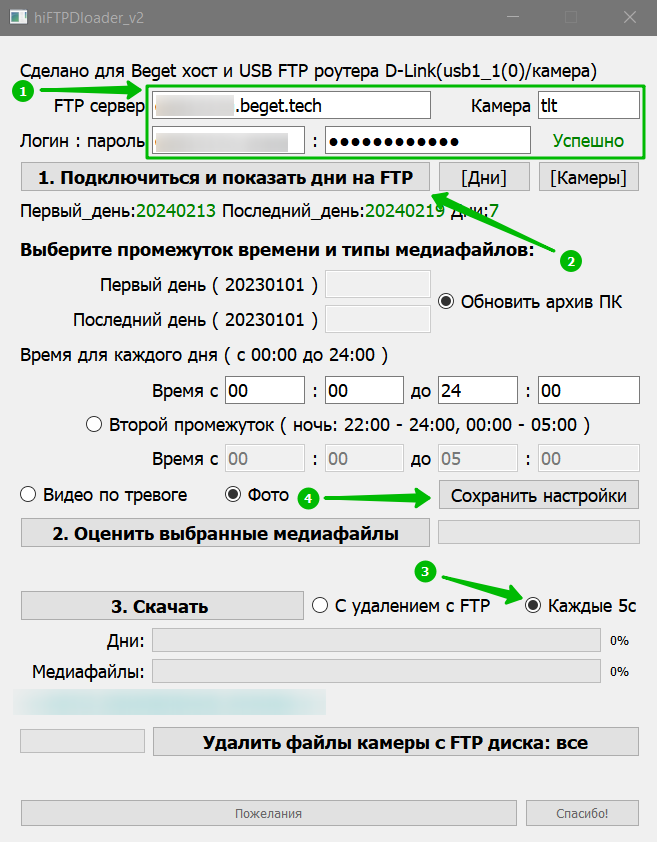 hiFTPDloader_v2
Сделано для Beget хост и USB FTP роутера D-Link(usb1_1(0)/камера)
1
FTP сервер .beget.tech Камера tlt
Логин : пароль : ●●●●●●●●●●●● Успешно
1. Подключиться и показать дни на FTP [Дни] [Камеры]
Первый_день:20240213 Последний_день:20240219 Дни:7
2
Выберите промежуток времени и типы медиафайлов:
Первый день ( 20230101 )
Обновить архив ПК
Последний день ( 20230101 )
Время для каждого дня ( с 00:00 до 24:00 )
Время с 00 : 00 до 24 : 00
Второй промежуток ( ночь: 22:00 - 24:00, 00:00 - 05:00 )
Время с 00 : 00 до 05 : 00
Видео по тревоге Фото 4 Сохранить настройки
2. Оценить выбранные медиафайлы
3
3. Скачать С удалением с FTP Каждые 5с
Дни: 0%
Медиафайлы: 0%
Удалить файлы камеры с FTP диска: все
Пожелания Спасибо!